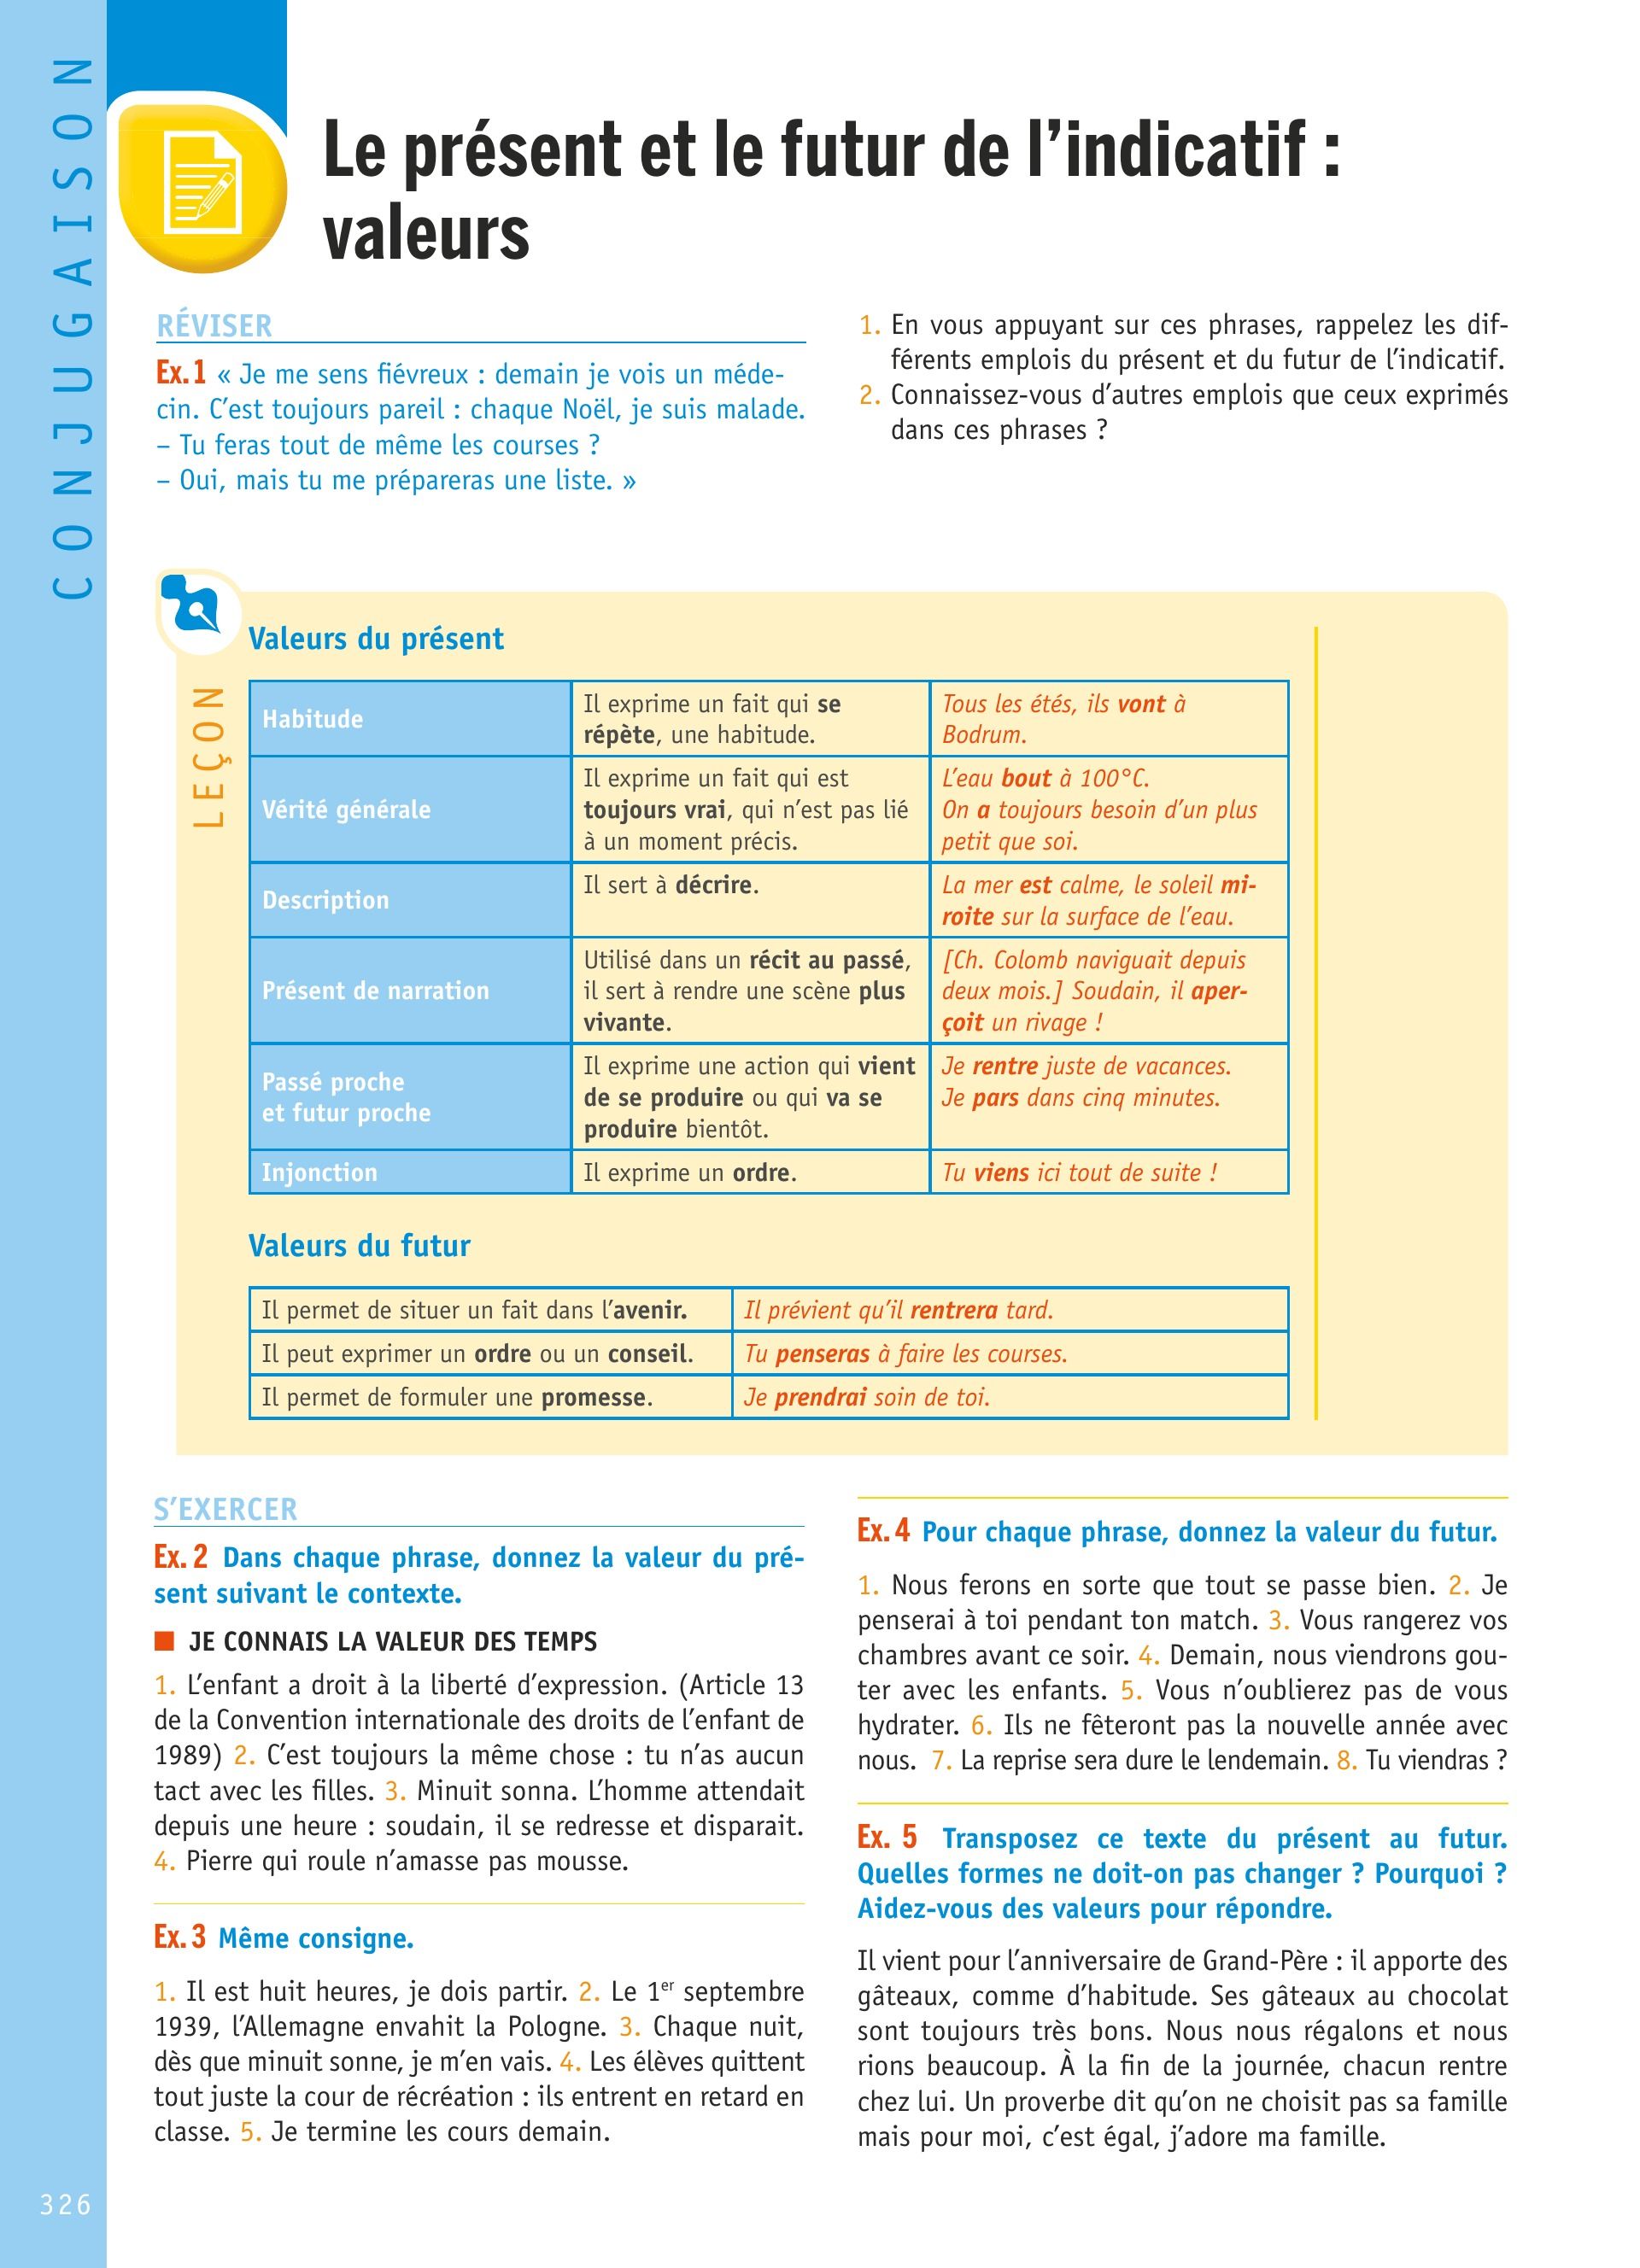 CONJUGAISON
Le présent et le futur de l’indicatif :
valeurs
RÉVISER
Ex. 1 « Je me sens fiévreux : demain je vois un méde-
cin. C’est toujours pareil : chaque Noël, je suis malade.
– Tu feras tout de même les courses ?
– Oui, mais tu me prépareras une liste. »
1. En vous appuyant sur ces phrases, rappelez les dif-
férents emplois du présent et du futur de l’indicatif.
2. Connaissez-vous d’autres emplois que ceux exprimés
dans ces phrases ?
LEÇON
Valeurs du présent
Habitude
Il exprime un fait qui se
répète, une habitude.
Tous les étés, ils vont à
Bodrum.
Vérité générale
Il exprime un fait qui est
toujours vrai, qui n’est pas lié
à un moment précis.
L’eau bout à 100°C.
On a toujours besoin d’un plus
petit que soi.
Description
Il sert à décrire.
La mer est calme, le soleil mi-
roite sur la surface de l’eau.
Présent de narration
Utilisé dans un récit au passé,
il sert à rendre une scène plus
vivante.
[Ch. Colomb naviguait depuis
deux mois.] Soudain, il aper-
çoit un rivage !
Passé proche
et futur proche
Il exprime une action qui vient
de se produire ou qui va se
produire bientôt.
Je rentre juste de vacances.
Je pars dans cinq minutes.
Injonction
Il exprime un ordre.
Tu viens ici tout de suite !
Valeurs du futur
Il permet de situer un fait dans l’avenir.
Il prévient qu’il rentrera tard.
Il peut exprimer un ordre ou un conseil.
Tu penseras à faire les courses.
Il permet de formuler une promesse.
Je prendrai soin de toi.
S’EXERCER
Ex. 2 Dans chaque phrase, donnez la valeur du pré-
sent suivant le contexte.
■ JE CONNAIS LA VALEUR DES TEMPS
1. L’enfant a droit à la liberté d’expression. (Article 13
de la Convention internationale des droits de l’enfant de
1989) 2. C’est toujours la même chose : tu n’as aucun
tact avec les filles. 3. Minuit sonna. L’homme attendait
depuis une heure : soudain, il se redresse et disparait.
4. Pierre qui roule n’amasse pas mousse.
Ex. 3 Même consigne.
1. Il est huit heures, je dois partir. 2. Le 1er septembre
1939, l’Allemagne envahit la Pologne. 3. Chaque nuit,
dès que minuit sonne, je m’en vais. 4. Les élèves quittent
tout juste la cour de récréation : ils entrent en retard en
classe. 5. Je termine les cours demain.
Ex. 4 Pour chaque phrase, donnez la valeur du futur.
1. Nous ferons en sorte que tout se passe bien. 2. Je
penserai à toi pendant ton match. 3. Vous rangerez vos
chambres avant ce soir. 4. Demain, nous viendrons gou-
ter avec les enfants. 5. Vous n’oublierez pas de vous
hydrater. 6. Ils ne fêteront pas la nouvelle année avec
nous. 7. La reprise sera dure le lendemain. 8. Tu viendras ?
Ex. 5 Transposez ce texte du présent au futur.
Quelles formes ne doit-on pas changer ? Pourquoi ?
Aidez-vous des valeurs pour répondre.
Il vient pour l’anniversaire de Grand-Père : il apporte des
gâteaux, comme d’habitude. Ses gâteaux au chocolat
sont toujours très bons. Nous nous régalons et nous
rions beaucoup. À la fin de la journée, chacun rentre
chez lui. Un proverbe dit qu’on ne choisit pas sa famille
mais pour moi, c’est égal, j’adore ma famille.
326